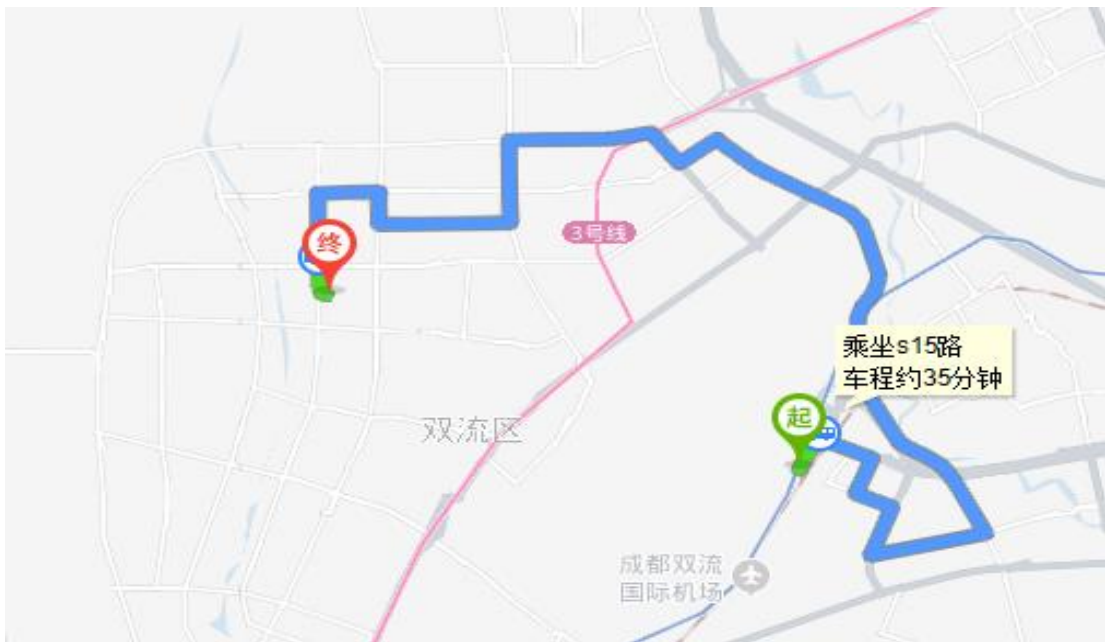 终
3号线
乘坐s15路
车程约35分钟
起
双流区
成都双流
国际机场